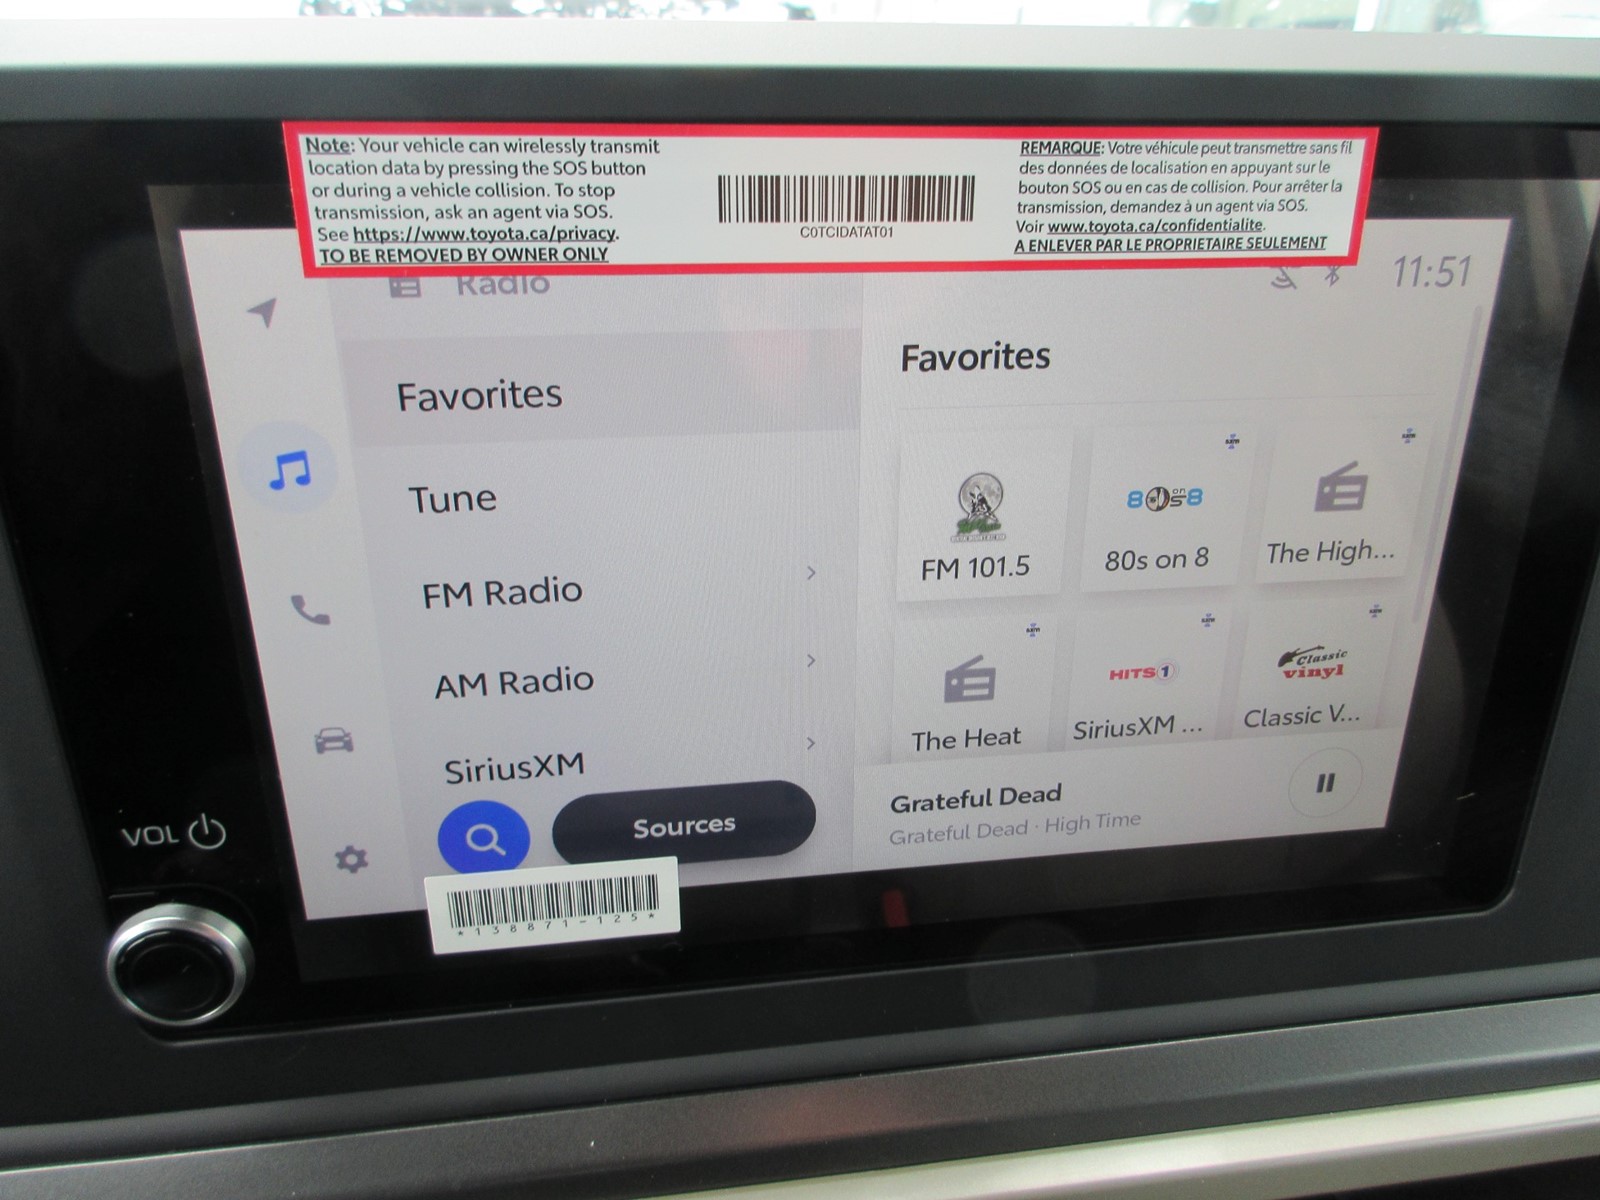 Note: Your vehicle can wirelessly transmit
location data by pressing the SOS button
or during a vehicle collision. To stop
transmission, ask an agent via SOS.
See https://www.toyota.ca/privacy.
TO BE REMOVED BY OWNER ONLY
C0TCIDATAT01
REMARQUE: Votre véhicule peut transmettre sans fil
des données de localisation en appuyant sur le
bouton SOS ou en cas de collision. Pour arrêter la
transmission, demandez à un agent via SOS.
Voir www.toyota.ca/confidentialite.
A ENLEVER PAR LE PROPRIETAIRE SEULEMENT
Radio
11:51
Favorites
Tune
FM Radio
AM Radio
SiriusXM
Sources
Favorites
FM 101.5
8 on 8
80s on 8
The High...
The Heat
HITS 1
SiriusXM ...
Classic
vinyl
Classic V...
Grateful Dead
Grateful Dead · High Time
VOL
*138871-125*